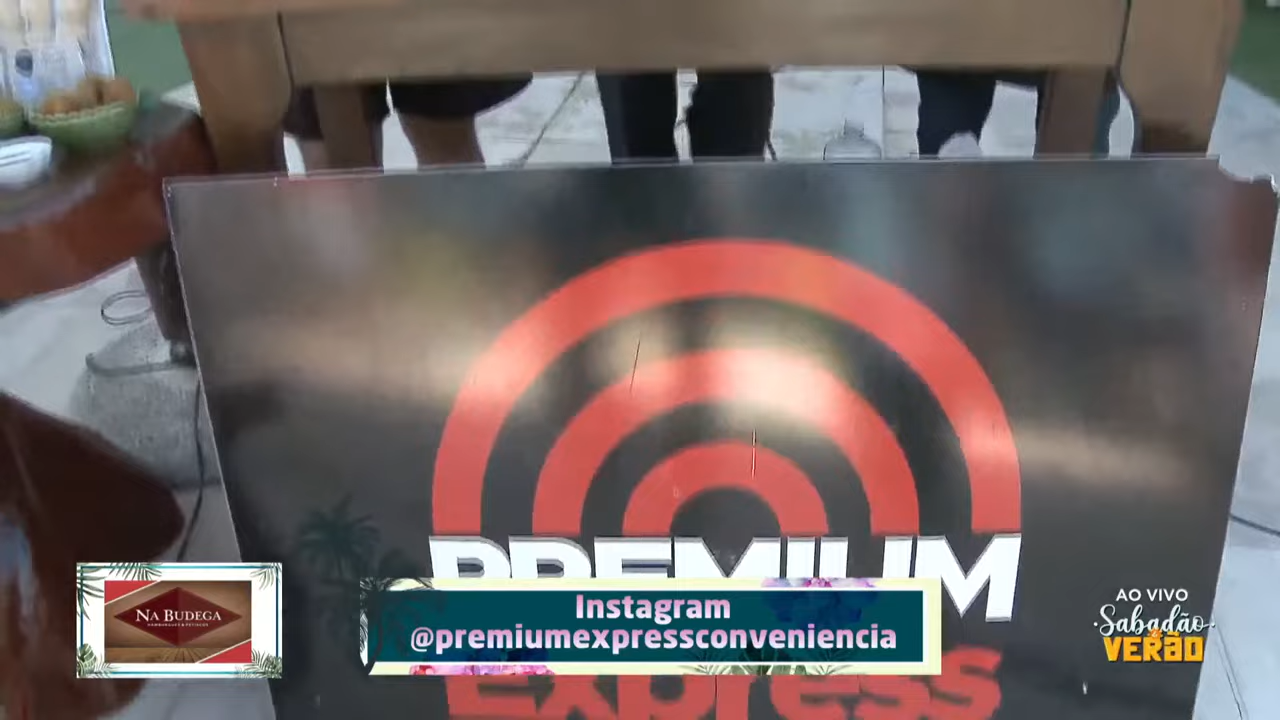 PREMIUM
Express
Instagram
@premiumexpressconveniencia
NA BUDEGA
AO VIVO
Sabadão
VERÃO